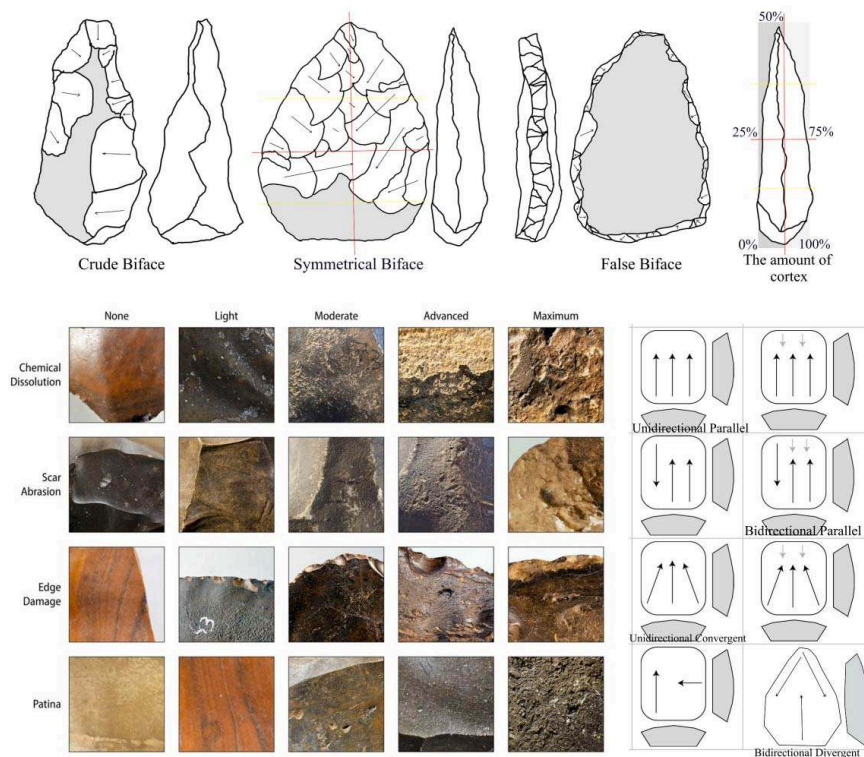 50%
25%
75%
0%
100%
Crude Biface
Symmetrical Biface
False Biface
The amount of
cortex
None
Light
Moderate
Advanced
Maximum
Chemical
Dissolution
Unidirectional Parallel
Scar
Abrasion
Bidirectional Parallel
Edge
Damage
Unidirectional Convergent
Patina
Bidirectional Divergent